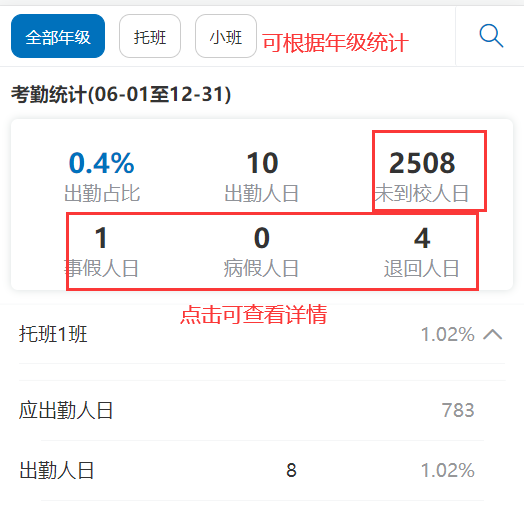 全部年级 托班 小班 可根据年级统计
考勤统计(06-01至12-31)
0.4% 10 2508
出勤占比 出勤人日 未到校人日
1 0 4
事假人日 病假人日 退回人日
点击可查看详情
托班1班 1.02%
应出勤人日 783
出勤人日 8 1.02%